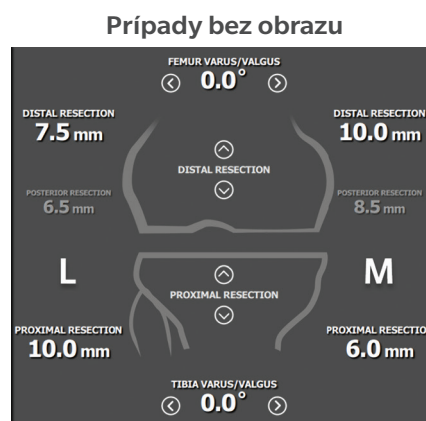 Prípady bez obrazu
FEMUR VARUS/VALGUS
0.0°
DISTAL RESECTION
7.5 mm
DISTAL RESECTION
10.0 mm
DISTAL RESECTION
POSTERIOR RESECTION
6.5 mm
POSTERIOR RESECTION
8.5 mm
L
M
PROXIMAL RESECTION
PROXIMAL RESECTION
10.0 mm
PROXIMAL RESECTIO
6.0 mm
TIBIA VARUS/VALGUS
0.0°